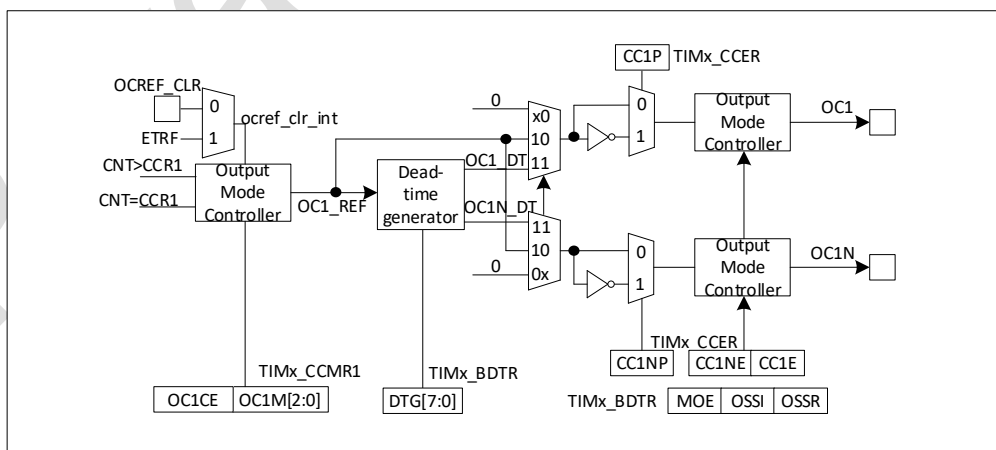 CC1P TIMx_CCER
OCREF_CLR
0
ocref_clr_int
ETRF
1
CNT>CCR1
CNT=CCR1
Output
Mode
Controller
OC1_REF
Dead-
time
generator
OC1_DT
OC1N_DT
0
x0
10
11
11
10
0
0x
0
1
Output
Mode
Controller
OC1
0
1
Output
Mode
Controller
OC1N
TIMx_CCER
CC1NP CC1NE CC1E
TIMx_CCMR1
OC1CE OC1M[2:0]
TIMx_BDTR
DTG[7:0]
TIMx_BDTR MOE OSSI OSSR